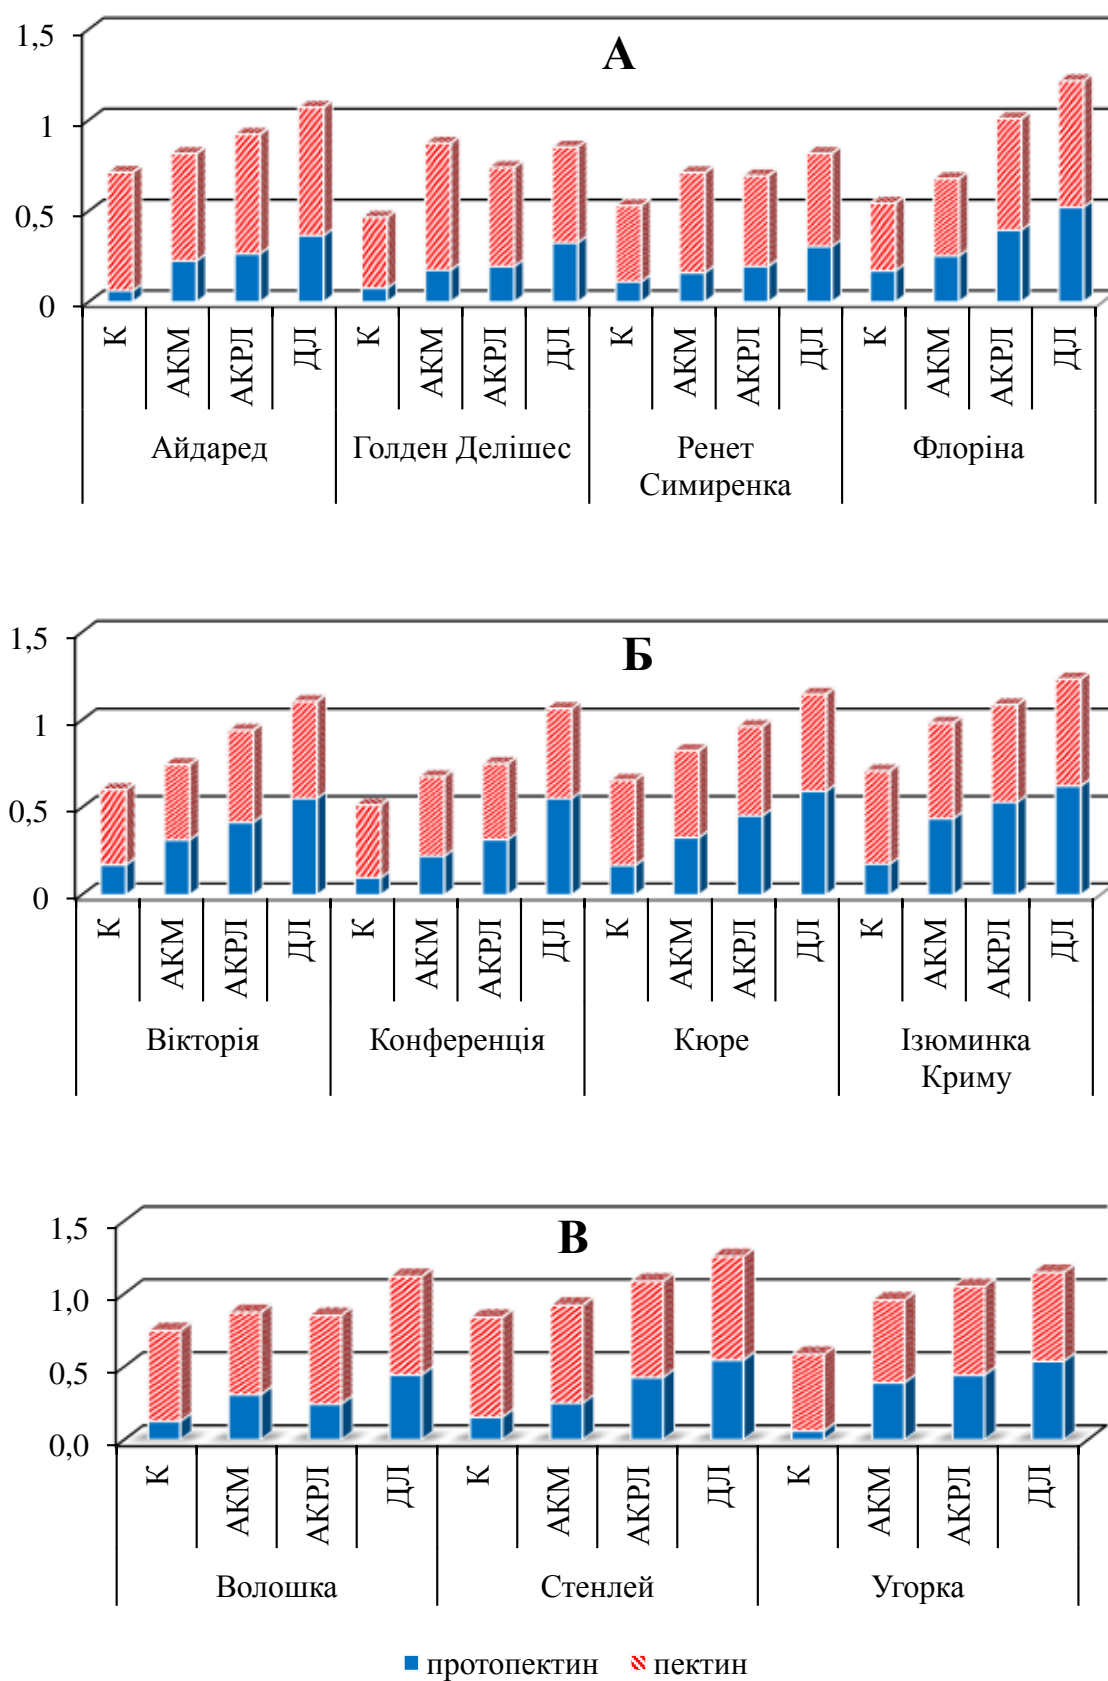 А
1,5
1
0,5
0
К АКМ АКРЛ ДЛ К АКМ АКРЛ ДЛ К АКМ АКРЛ ДЛ К АКМ АКРЛ ДЛ
Айдаред Голден Делішес Ренет Симиренка Флоріна
Б
1,5
1
0,5
0
К АКМ АКРЛ ДЛ К АКМ АКРЛ ДЛ К АКМ АКРЛ ДЛ К АКМ АКРЛ ДЛ
Вікторія Конференція Кюре Ізюминка Криму
В
1,5
1,0
0,5
0,0
К АКМ АКРЛ ДЛ К АКМ АКРЛ ДЛ К АКМ АКРЛ ДЛ
Волошка Стенлей Угорка
протопектин пектин